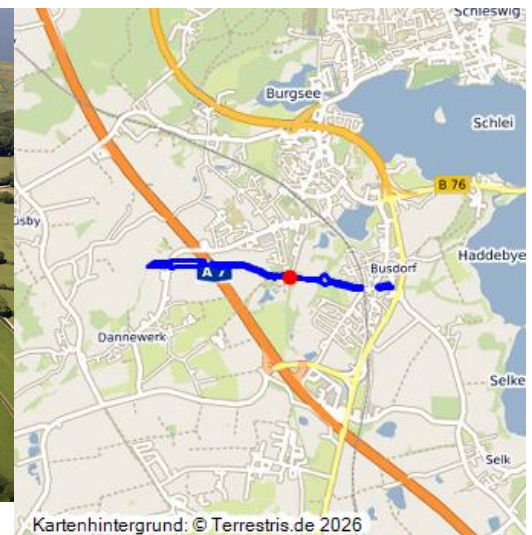 Schleswig
Burgsee
Schlei
B 76
Busdorf
Haddebye
A 7
Dannewerk
Selke
Selk
Kartenhintergrund: © Terrestris.de 2026